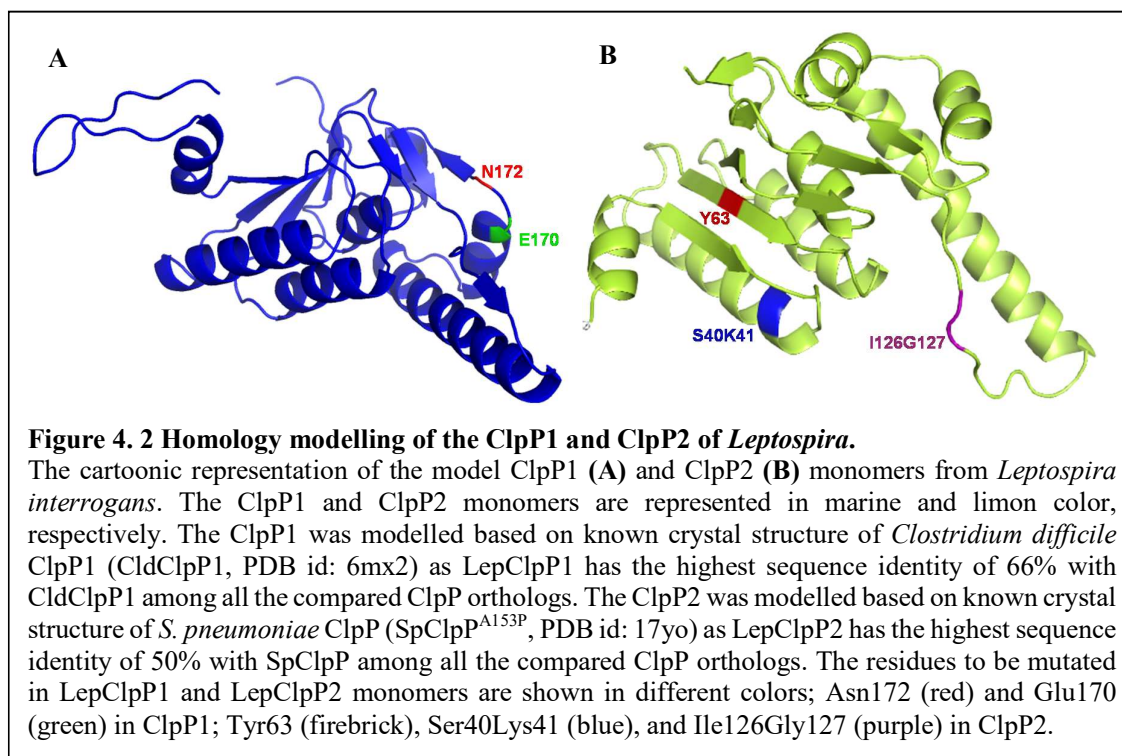 A
B
N172
E170
Y63
S40K41
I126G127
Figure 4. 2 Homology modelling of the ClpP1 and ClpP2 of Leptospira.
The cartoonic representation of the model ClpP1 (A) and ClpP2 (B) monomers from Leptospira
interrogans. The ClpP1 and ClpP2 monomers are represented in marine and limon color,
respectively. The ClpP1 was modelled based on known crystal structure of Clostridium difficile
ClpP1 (CldClpP1, PDB id: 6mx2) as LepClpP1 has the highest sequence identity of 66% with
CldClpP1 among all the compared ClpP orthologs. The ClpP2 was modelled based on known crystal
structure of S. pneumoniae ClpP (SpClpP^A153P, PDB id: 17yo) as LepClpP2 has the highest sequence
identity of 50% with SpClpP among all the compared ClpP orthologs. The residues to be mutated
in LepClpP1 and LepClpP2 monomers are shown in different colors; Asn172 (red) and Glu170
(green) in ClpP1; Tyr63 (firebrick), Ser40Lys41 (blue), and Ile126Gly127 (purple) in ClpP2.